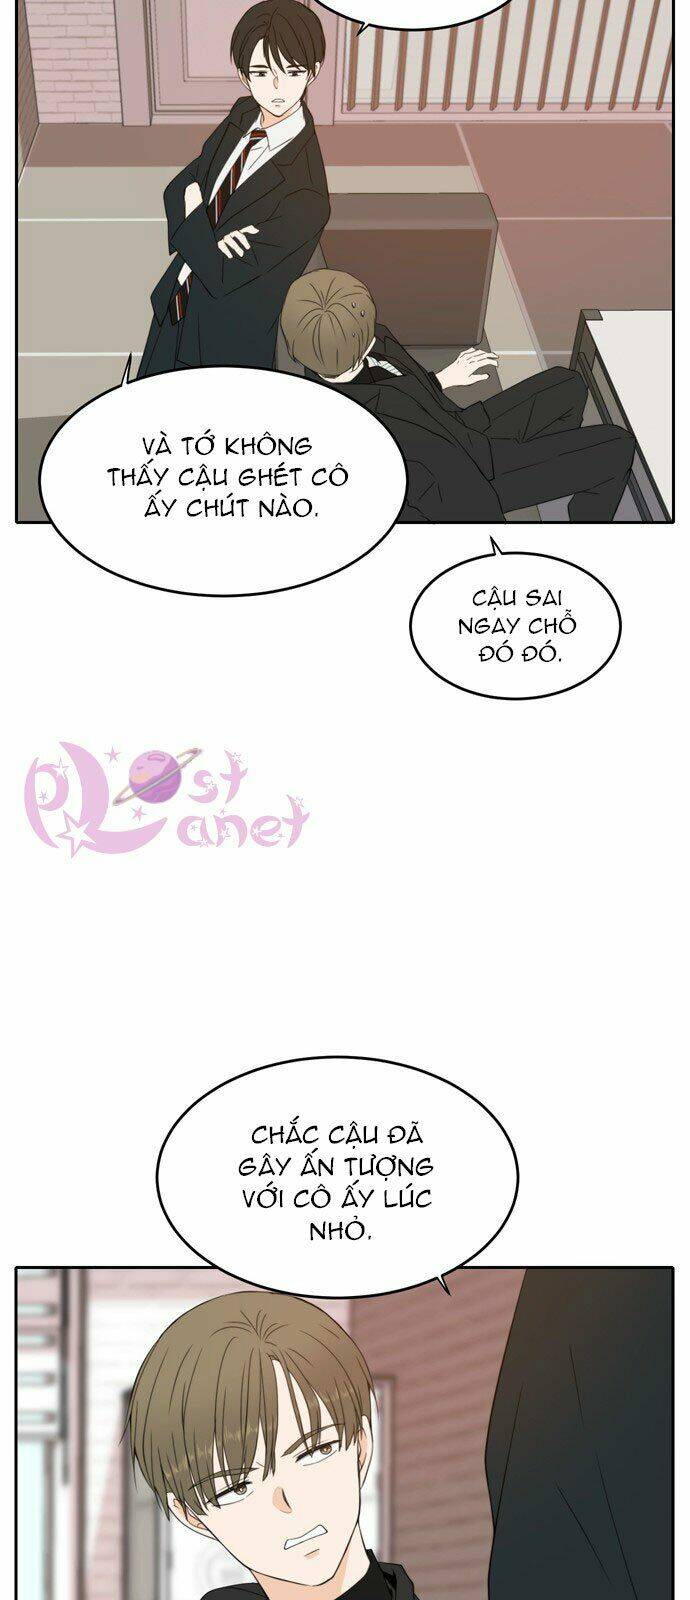 VÀ TỚ KHÔNG
THẤY CẬU GHÉT CÔ
ẤY CHÚT NÀO.
CẬU SAI
NGAY CHỖ
ĐÓ ĐÓ.
Lost
Planet
CHẮC CẬU ĐÃ
GÂY ẤN TƯỢNG
VỚI CÔ ẤY LÚC
NHỎ.